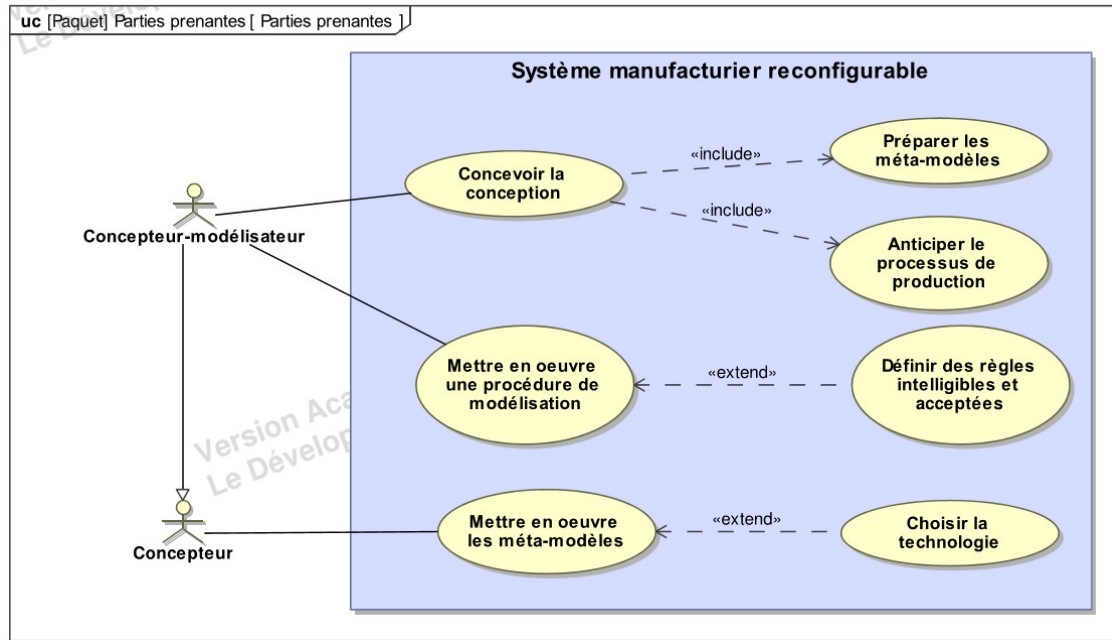 uc [Paquet] Parties prenantes [ Parties prenantes ]
Le Dévelo
Système manufacturier reconfigurable
Préparer les
méta-modèles
«include»
Concevoir la
conception
«include»
Concepteur-modélisateur
Anticiper le
processus de
production
Mettre en oeuvre
une procédure de
modélisation
«extend»
Définir des règles
intelligibles et
acceptées
Version Aca
Le Dévelop
Mettre en oeuvre
les méta-modèles
«extend»
Choisir la
technologie
Concepteur